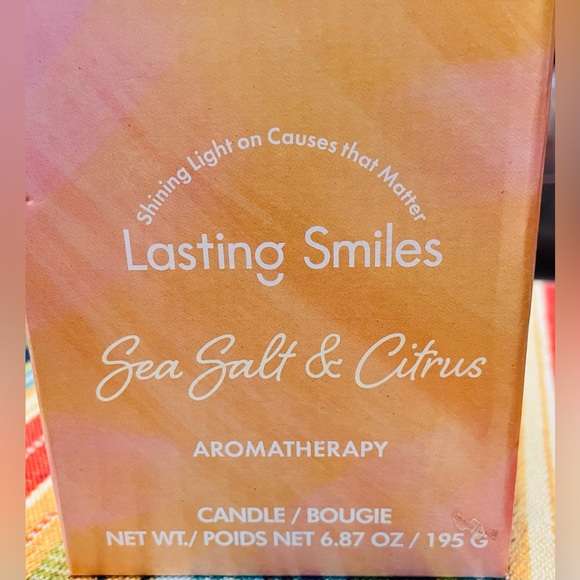 Shining Light on Causes that Matter
Lasting Smiles
Sea Salt & Citrus
AROMATHERAPY
CANDLE / BOUGIE
NET WT./ POIDS NET 6.87 OZ / 195 G